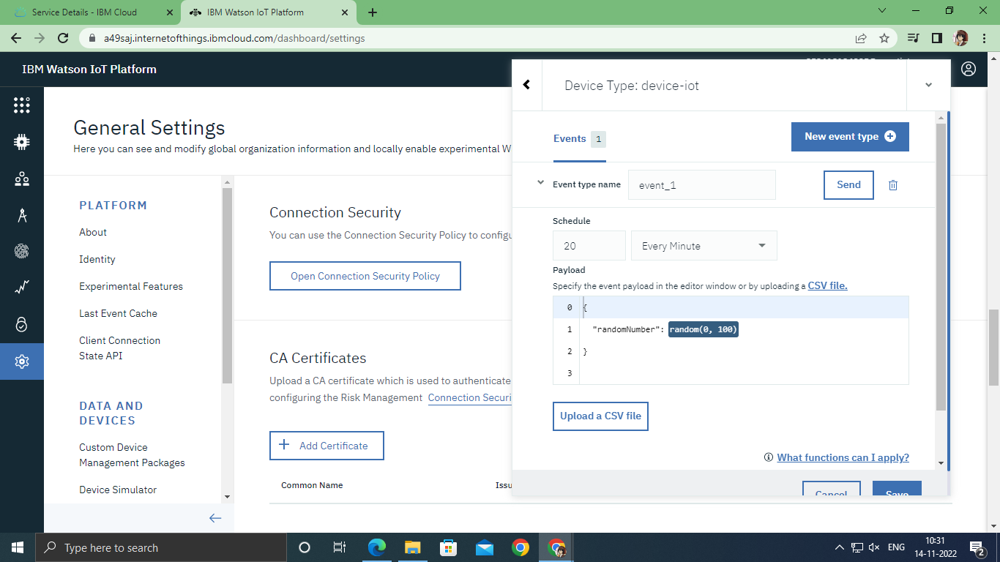 Service Details - IBM Cloud
IBM Watson IoT Platform
a49saj.internetofthings.ibmcloud.com/dashboard/settings
IBM Watson IoT Platform
General Settings
Here you can see and modify global organization information and locally enable experimental W
PLATFORM
About
Identity
Experimental Features
Last Event Cache
Client Connection
State API
DATA AND
DEVICES
Custom Device
Management Packages
Device Simulator
Connection Security
You can use the Connection Security Policy to configu
Open Connection Security Policy
CA Certificates
Upload a CA certificate which is used to authenticate
configuring the Risk Management Connection Securi
Add Certificate
Common Name Issu
Device Type: device-iot
Events 1
New event type
Event type name event_1 Send
Schedule
20 Every Minute
Payload
Specify the event payload in the editor window or by uploading a CSV file.
0 {
1 "randomNumber": random(0, 100)
2 }
3
Upload a CSV file
What functions can I apply?
Cancel Save
Type here to search
ENG
10:31
14-11-2022
2